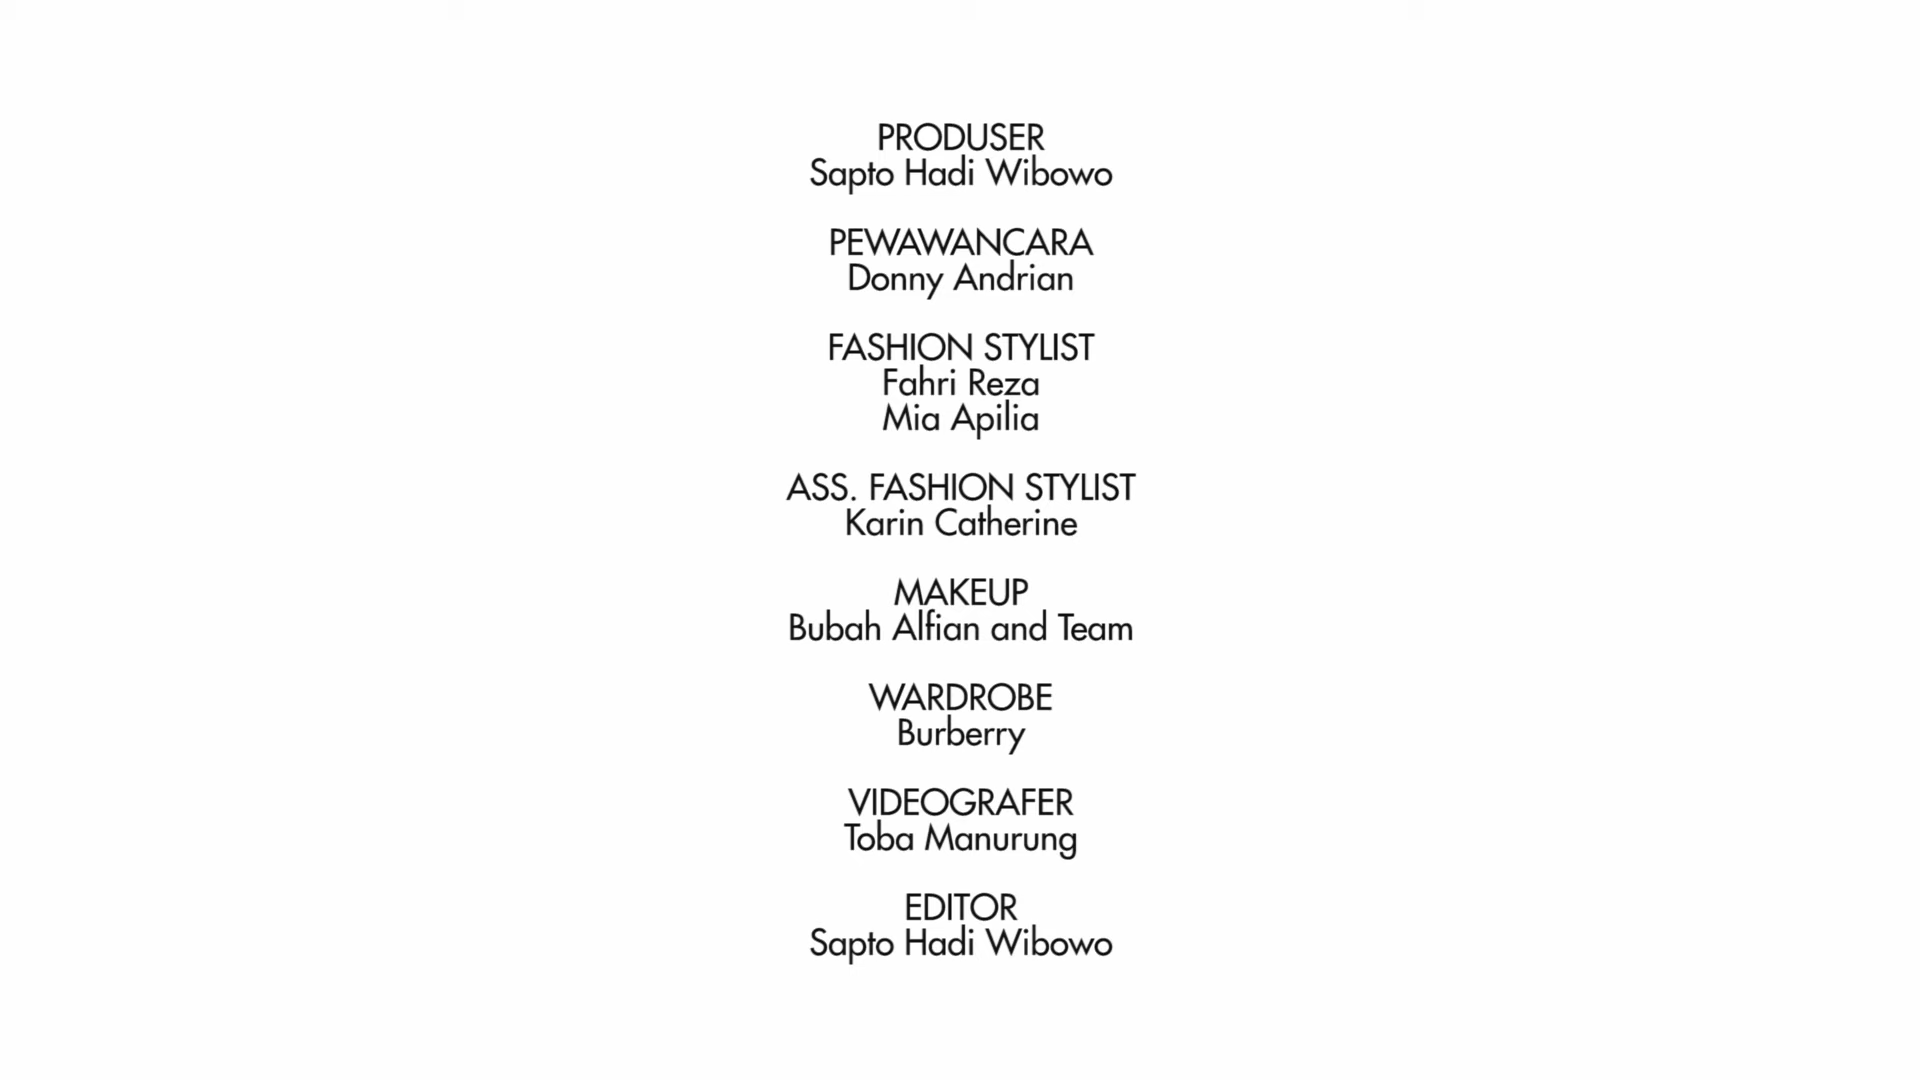 PRODUSER
Sapto Hadi Wibowo
PEWAWANCARA
Donny Andrian
FASHION STYLIST
Fahri Reza
Mia Apilia
ASS. FASHION STYLIST
Karin Catherine
MAKEUP
Bubah Alfian and Team
WARDROBE
Burberry
VIDEOGRAFER
Toba Manurung
EDITOR
Sapto Hadi Wibowo